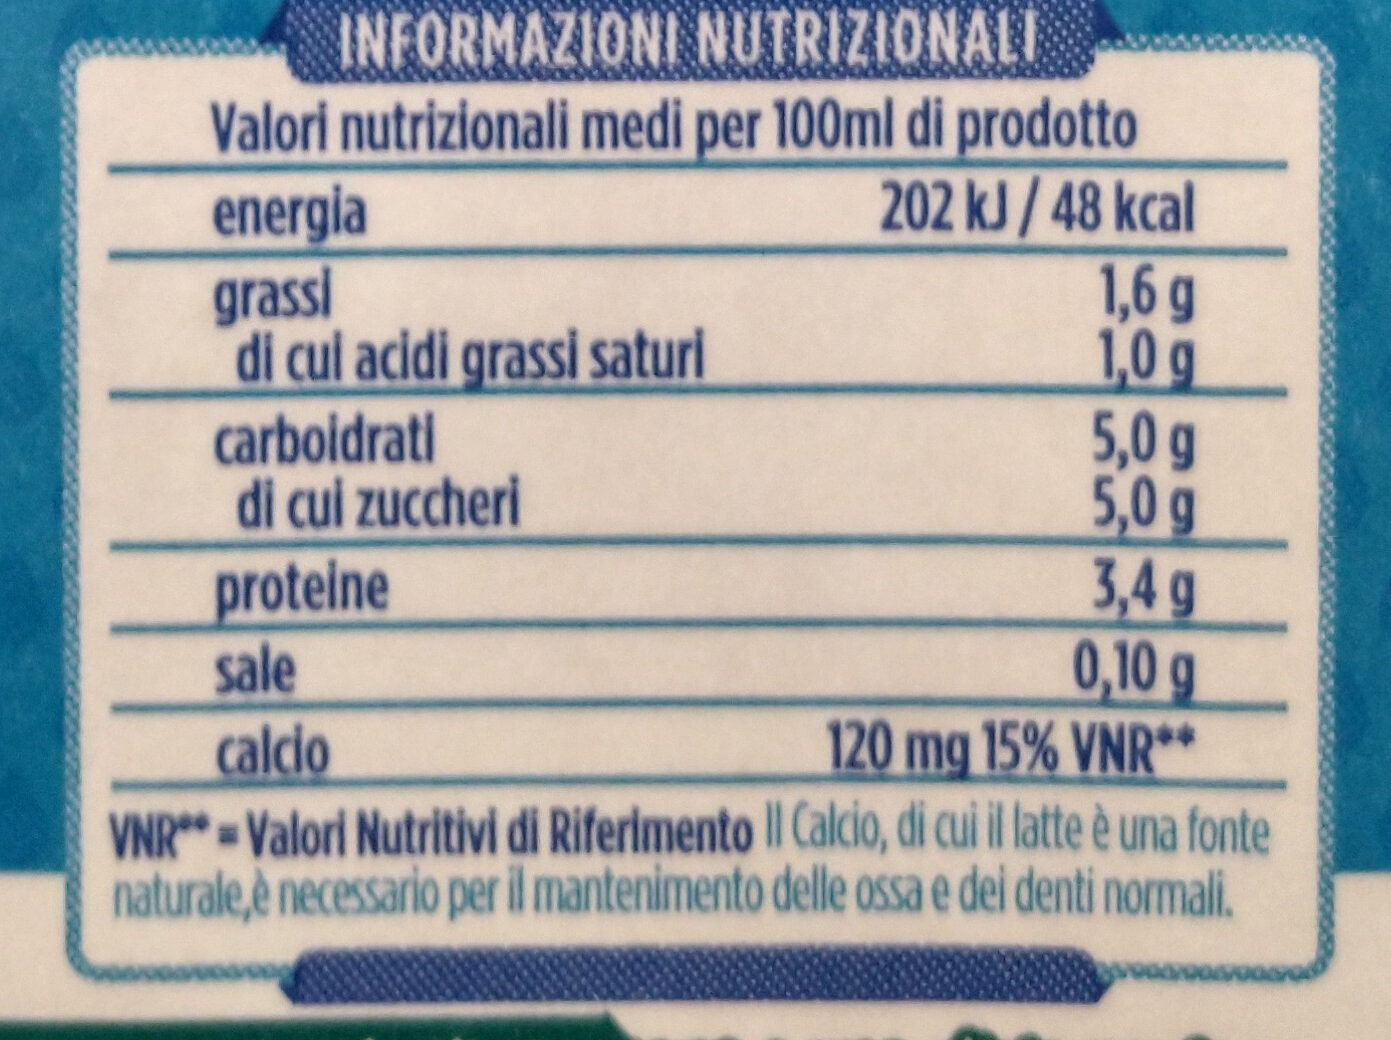 INFORMAZIONI NUTRIZIONALI
Valori nutrizionali medi per 100ml di prodotto
energia 202 kJ / 48 kcal
grassi 1,6 g
di cui acidi grassi saturi 1,0 g
carboidrati 5,0 g
di cui zuccheri 5,0 g
proteine 3,4 g
sale 0,10 g
calcio 120 mg 15% VNR**
VNR** = Valori Nutritivi di Riferimento Il Calcio, di cui il latte è una fonte
naturale,è necessario per il mantenimento delle ossa e dei denti normali.